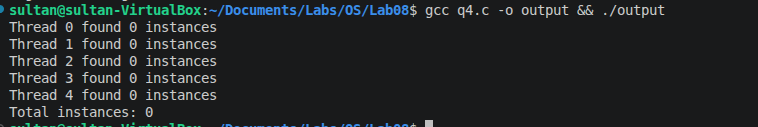 sultan@sultan-VirtualBox:~/Documents/Labs/OS/Lab08$ gcc q4.c -o output && ./output
Thread 0 found 0 instances
Thread 1 found 0 instances
Thread 2 found 0 instances
Thread 3 found 0 instances
Thread 4 found 0 instances
Total instances: 0
sultan@sultan-VirtualBox:~/Documents/Labs/OS/Lab08$